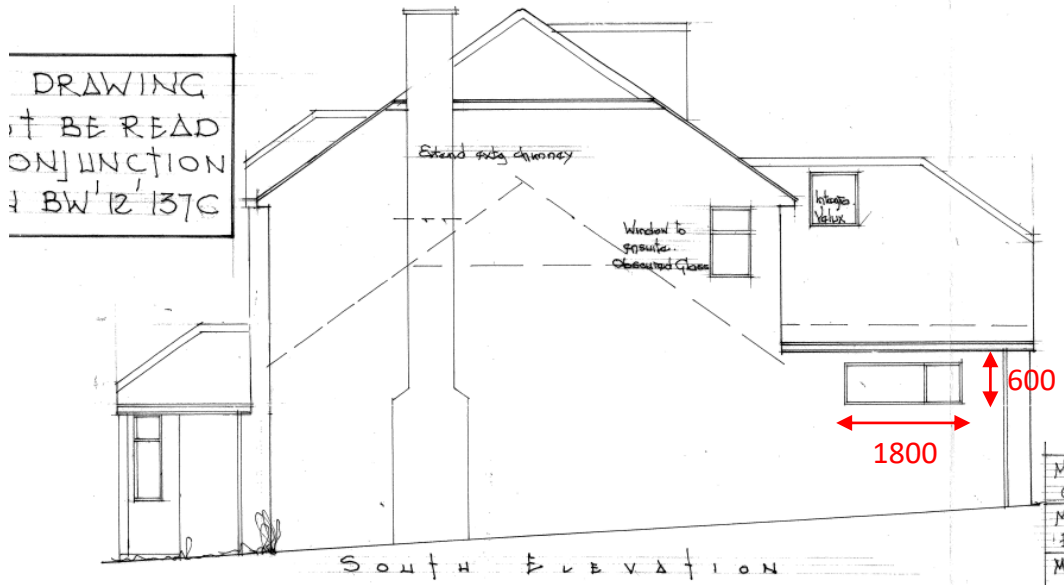 DRAWING
BE READ
ONJUNCTION
BW '12' 137C
Extend extg chimney
Window to
ensuite.
Obscured Glass
Velux
600
1800
SOUTH ELEVATION
M
M
M